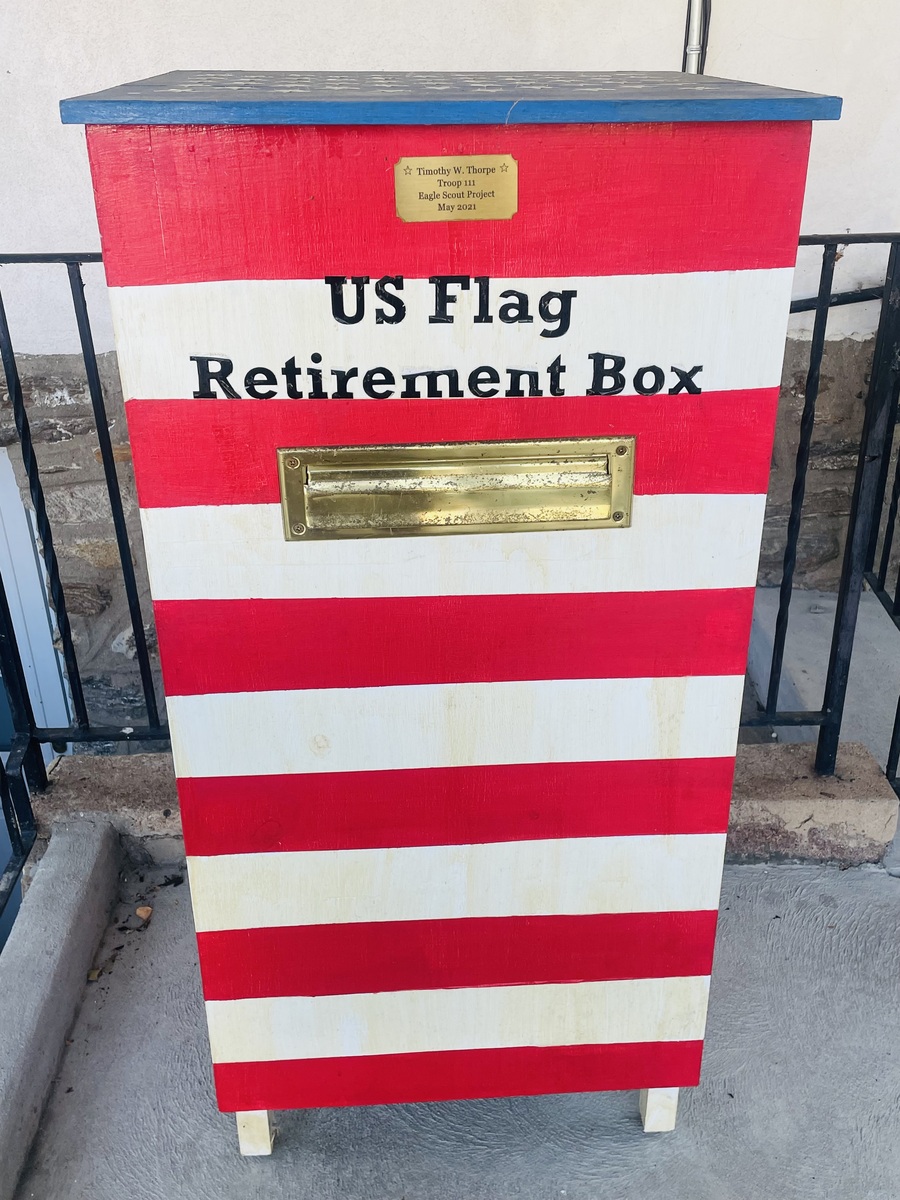 Timothy W. Thorpe
Troop 111
Eagle Scout Project
May 2021
US Flag
Retirement Box